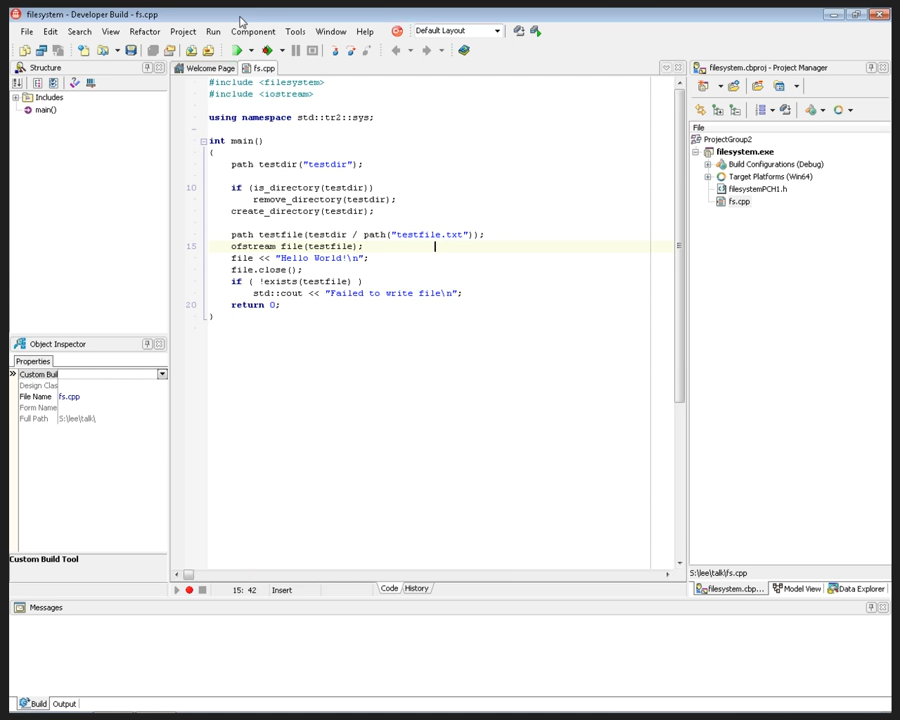 filesystem - Developer Build - fs.cpp
File Edit Search View Refactor Project Run Component Tools Window Help Default Layout
Structure
Includes
main()
Object Inspector
Properties
Custom Buil
Design Clas
File Name fs.cpp
Form Name
Full Path S:\lee\talk\
Custom Build Tool
Welcome Page fs.cpp
#include <filesystem>
#include <iostream>
using namespace std::tr2::sys;
int main()
{
path testdir("testdir");
10 if (is_directory(testdir))
remove_directory(testdir);
create_directory(testdir);
path testfile(testdir / path("testfile.txt"));
15 ofstream file(testfile);
file << "Hello World!\n";
file.close();
if ( !exists(testfile) )
std::cout << "Failed to write file\n";
20 return 0;
}
15: 42 Insert Code History
filesystem.cbproj - Project Manager
File
ProjectGroup2
filesystem.exe
Build Configurations (Debug)
Target Platforms (Win64)
filesystemPCH1.h
fs.cpp
S:\lee\talk\fs.cpp
filesystem.cbp... Model View Data Explorer
Messages
Build Output